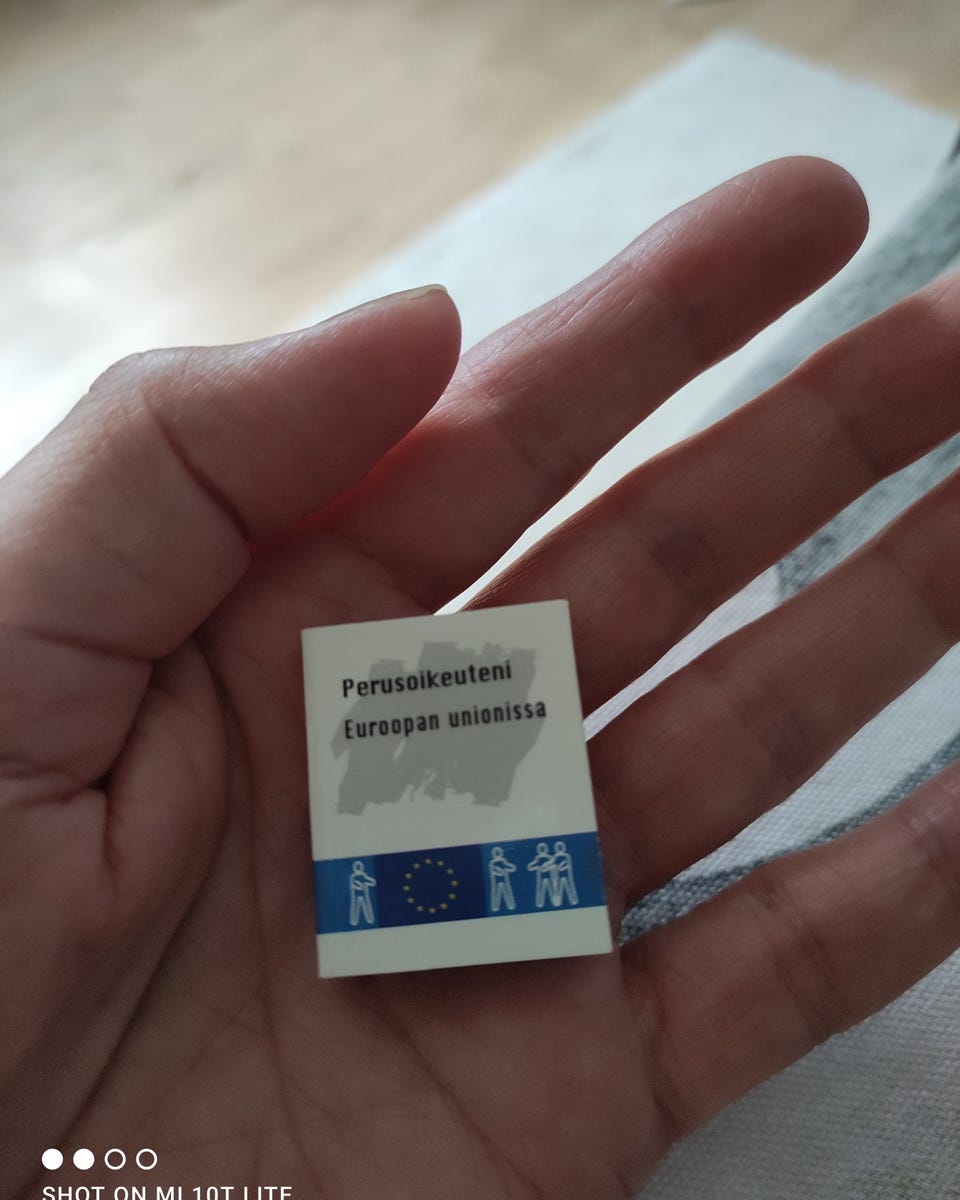 Perusoikeuteni
Euroopan unionissa
SHOT ON MI 10T LITE